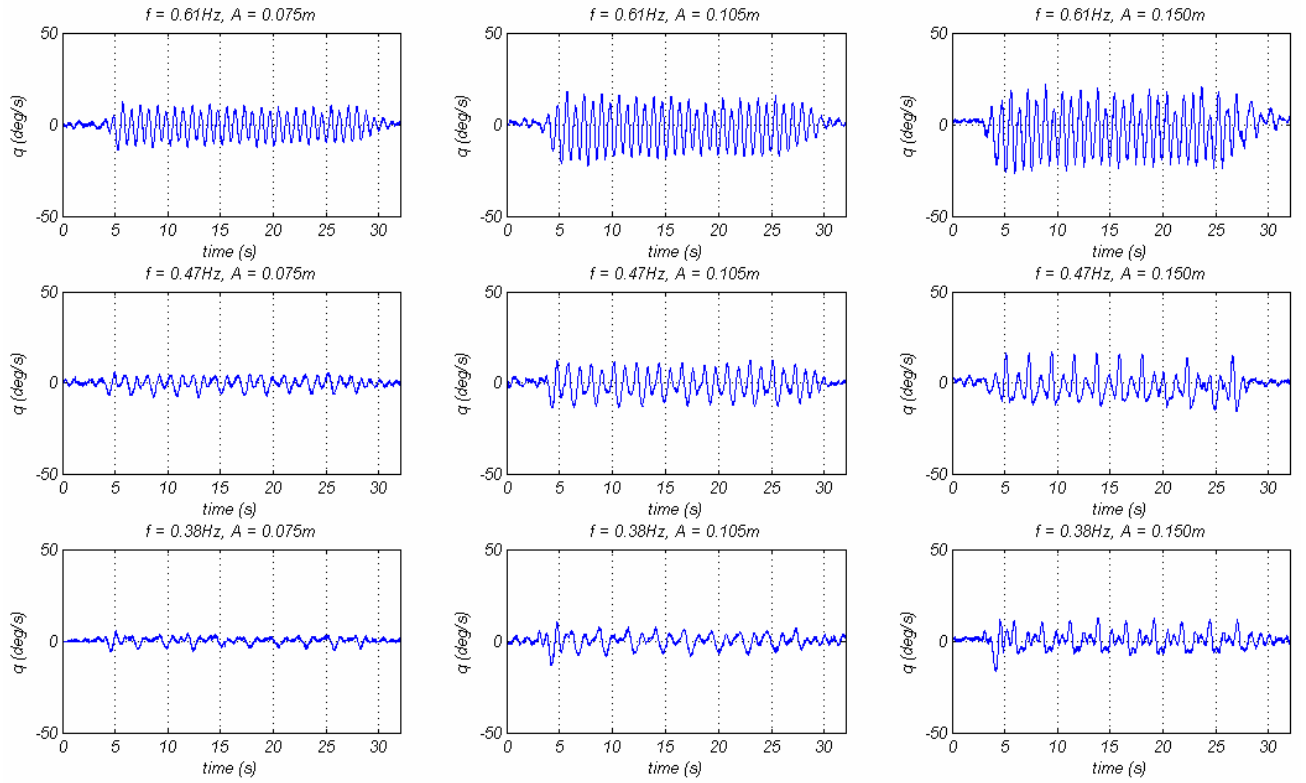 f = 0.61Hz, A = 0.075m
f = 0.61Hz, A = 0.105m
f = 0.61Hz, A = 0.150m
50
0
-50
q (deg/s)
0 5 10 15 20 25 30
time (s)
50
0
-50
q (deg/s)
0 5 10 15 20 25 30
time (s)
50
0
-50
q (deg/s)
0 5 10 15 20 25 30
time (s)
f = 0.47Hz, A = 0.075m
f = 0.47Hz, A = 0.105m
f = 0.47Hz, A = 0.150m
50
0
-50
q (deg/s)
0 5 10 15 20 25 30
time (s)
50
0
-50
q (deg/s)
0 5 10 15 20 25 30
time (s)
50
0
-50
q (deg/s)
0 5 10 15 20 25 30
time (s)
f = 0.38Hz, A = 0.075m
f = 0.38Hz, A = 0.105m
f = 0.38Hz, A = 0.150m
50
0
-50
q (deg/s)
0 5 10 15 20 25 30
time (s)
50
0
-50
q (deg/s)
0 5 10 15 20 25 30
time (s)
50
0
-50
q (deg/s)
0 5 10 15 20 25 30
time (s)